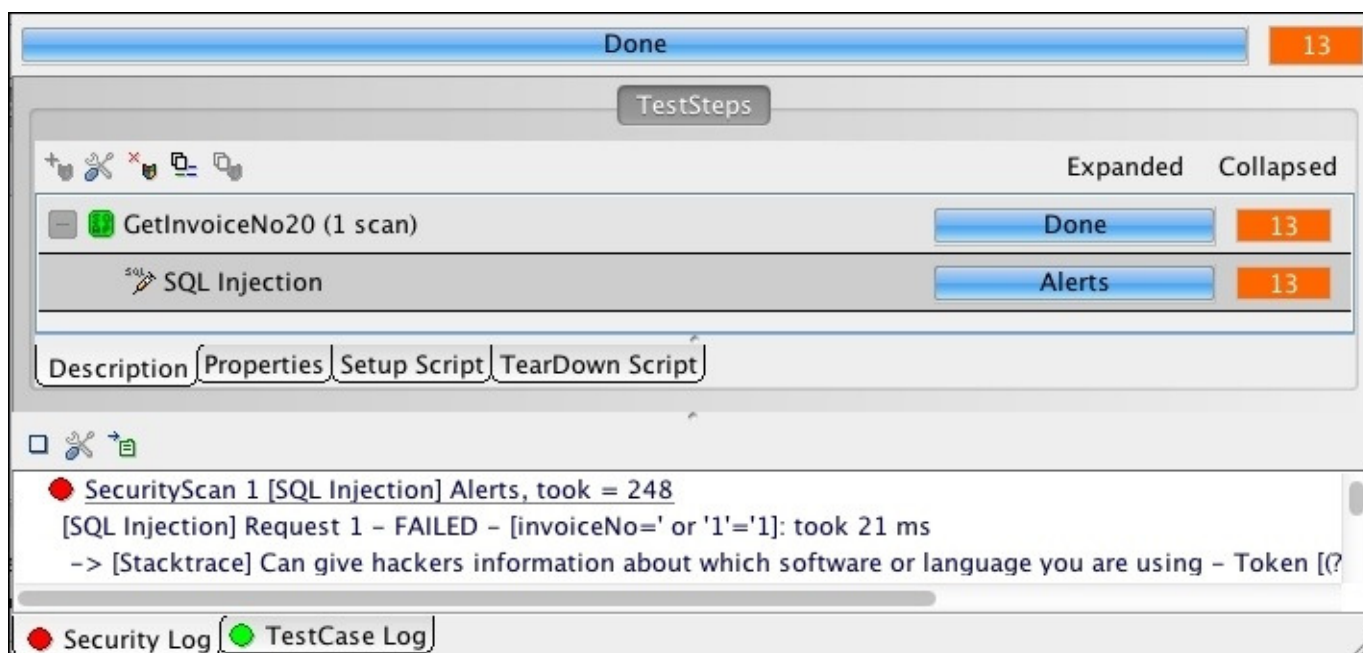 Done 13
TestSteps
Expanded Collapsed
GetInvoiceNo20 (1 scan) Done 13
SQL SQL Injection Alerts 13
Description Properties Setup Script TearDown Script
SecurityScan 1 [SQL Injection] Alerts, took = 248
[SQL Injection] Request 1 – FAILED – [invoiceNo=' or '1'='1]: took 21 ms
-> [Stacktrace] Can give hackers information about which software or language you are using – Token [(?
Security Log TestCase Log